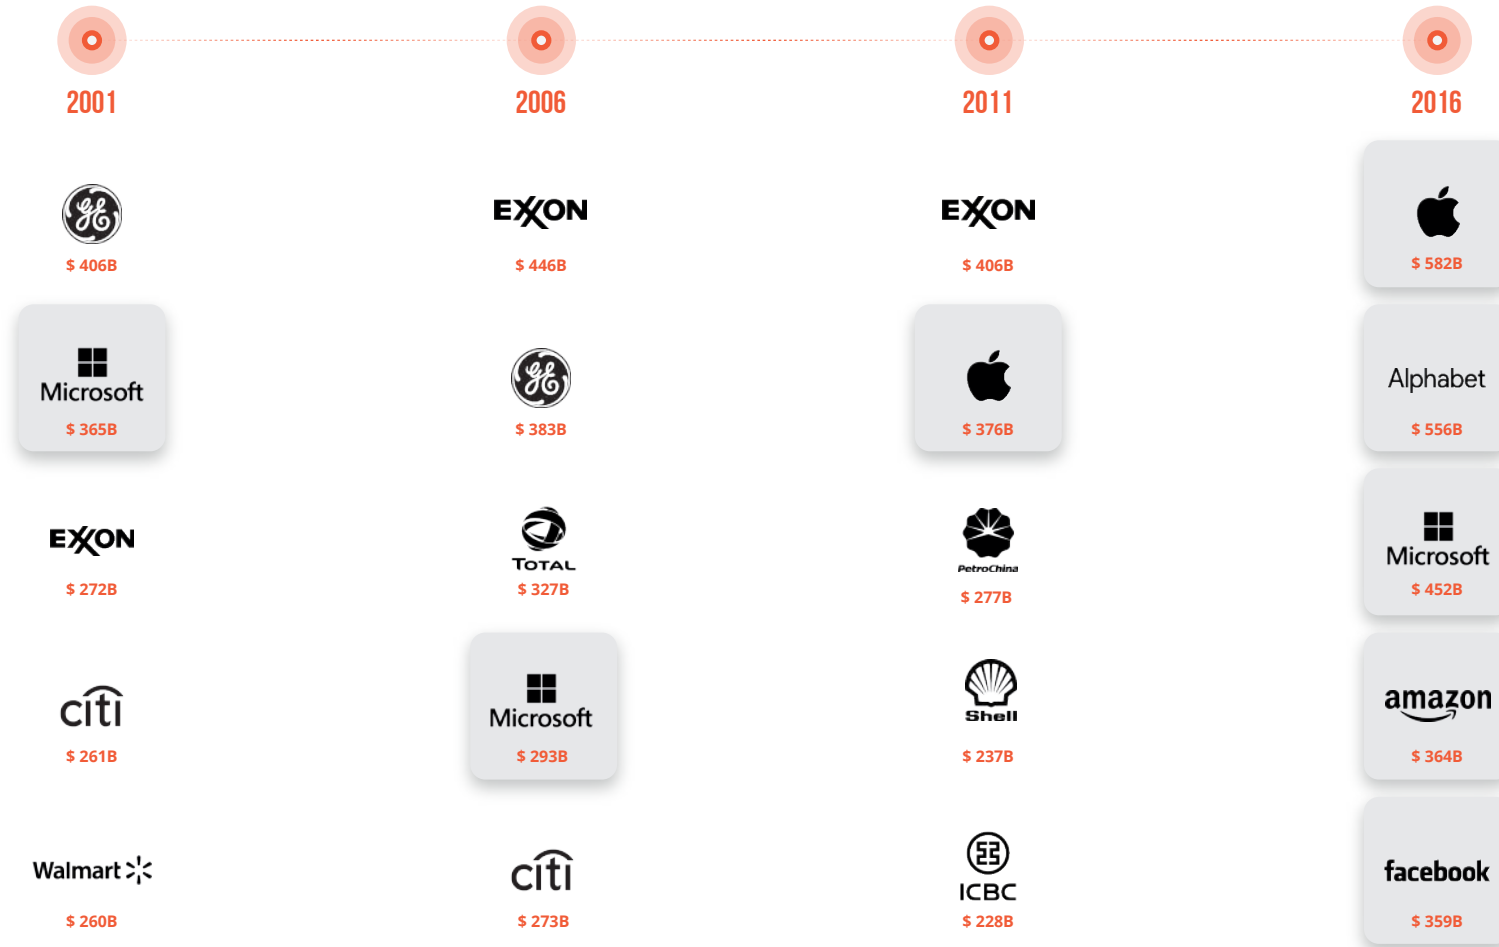 2001
2006
2011
2016
GE
$ 406B
EXXON
$ 446B
EXXON
$ 406B
$ 582B
Microsoft
$ 365B
GE
$ 383B
$ 376B
Alphabet
$ 556B
EXXON
$ 272B
TOTAL
$ 327B
PetroChina
$ 277B
Microsoft
$ 452B
citi
$ 261B
Microsoft
$ 293B
Shell
$ 237B
amazon
$ 364B
Walmart
$ 260B
citi
$ 273B
ICBC
$ 228B
facebook
$ 359B